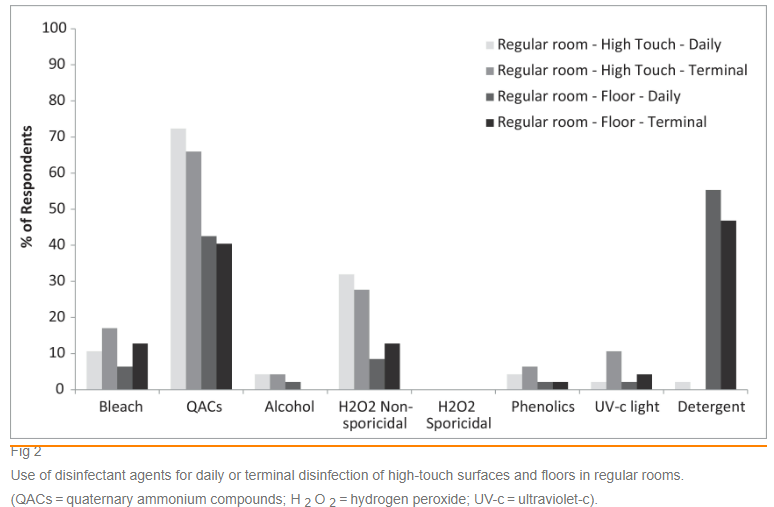 100
90
80
70
60
50
40
30
20
10
0
% of Respondents
Regular room - High Touch - Daily
Regular room - High Touch - Terminal
Regular room - Floor - Daily
Regular room - Floor - Terminal
Bleach
QACs
Alcohol
H2O2 Non-
sporicidal
H2O2
Sporicidal
Phenolics
UV-c light
Detergent
Fig 2
Use of disinfectant agents for daily or terminal disinfection of high-touch surfaces and floors in regular rooms.
(QACs = quaternary ammonium compounds; H 2 O 2 = hydrogen peroxide; UV-c = ultraviolet-c).